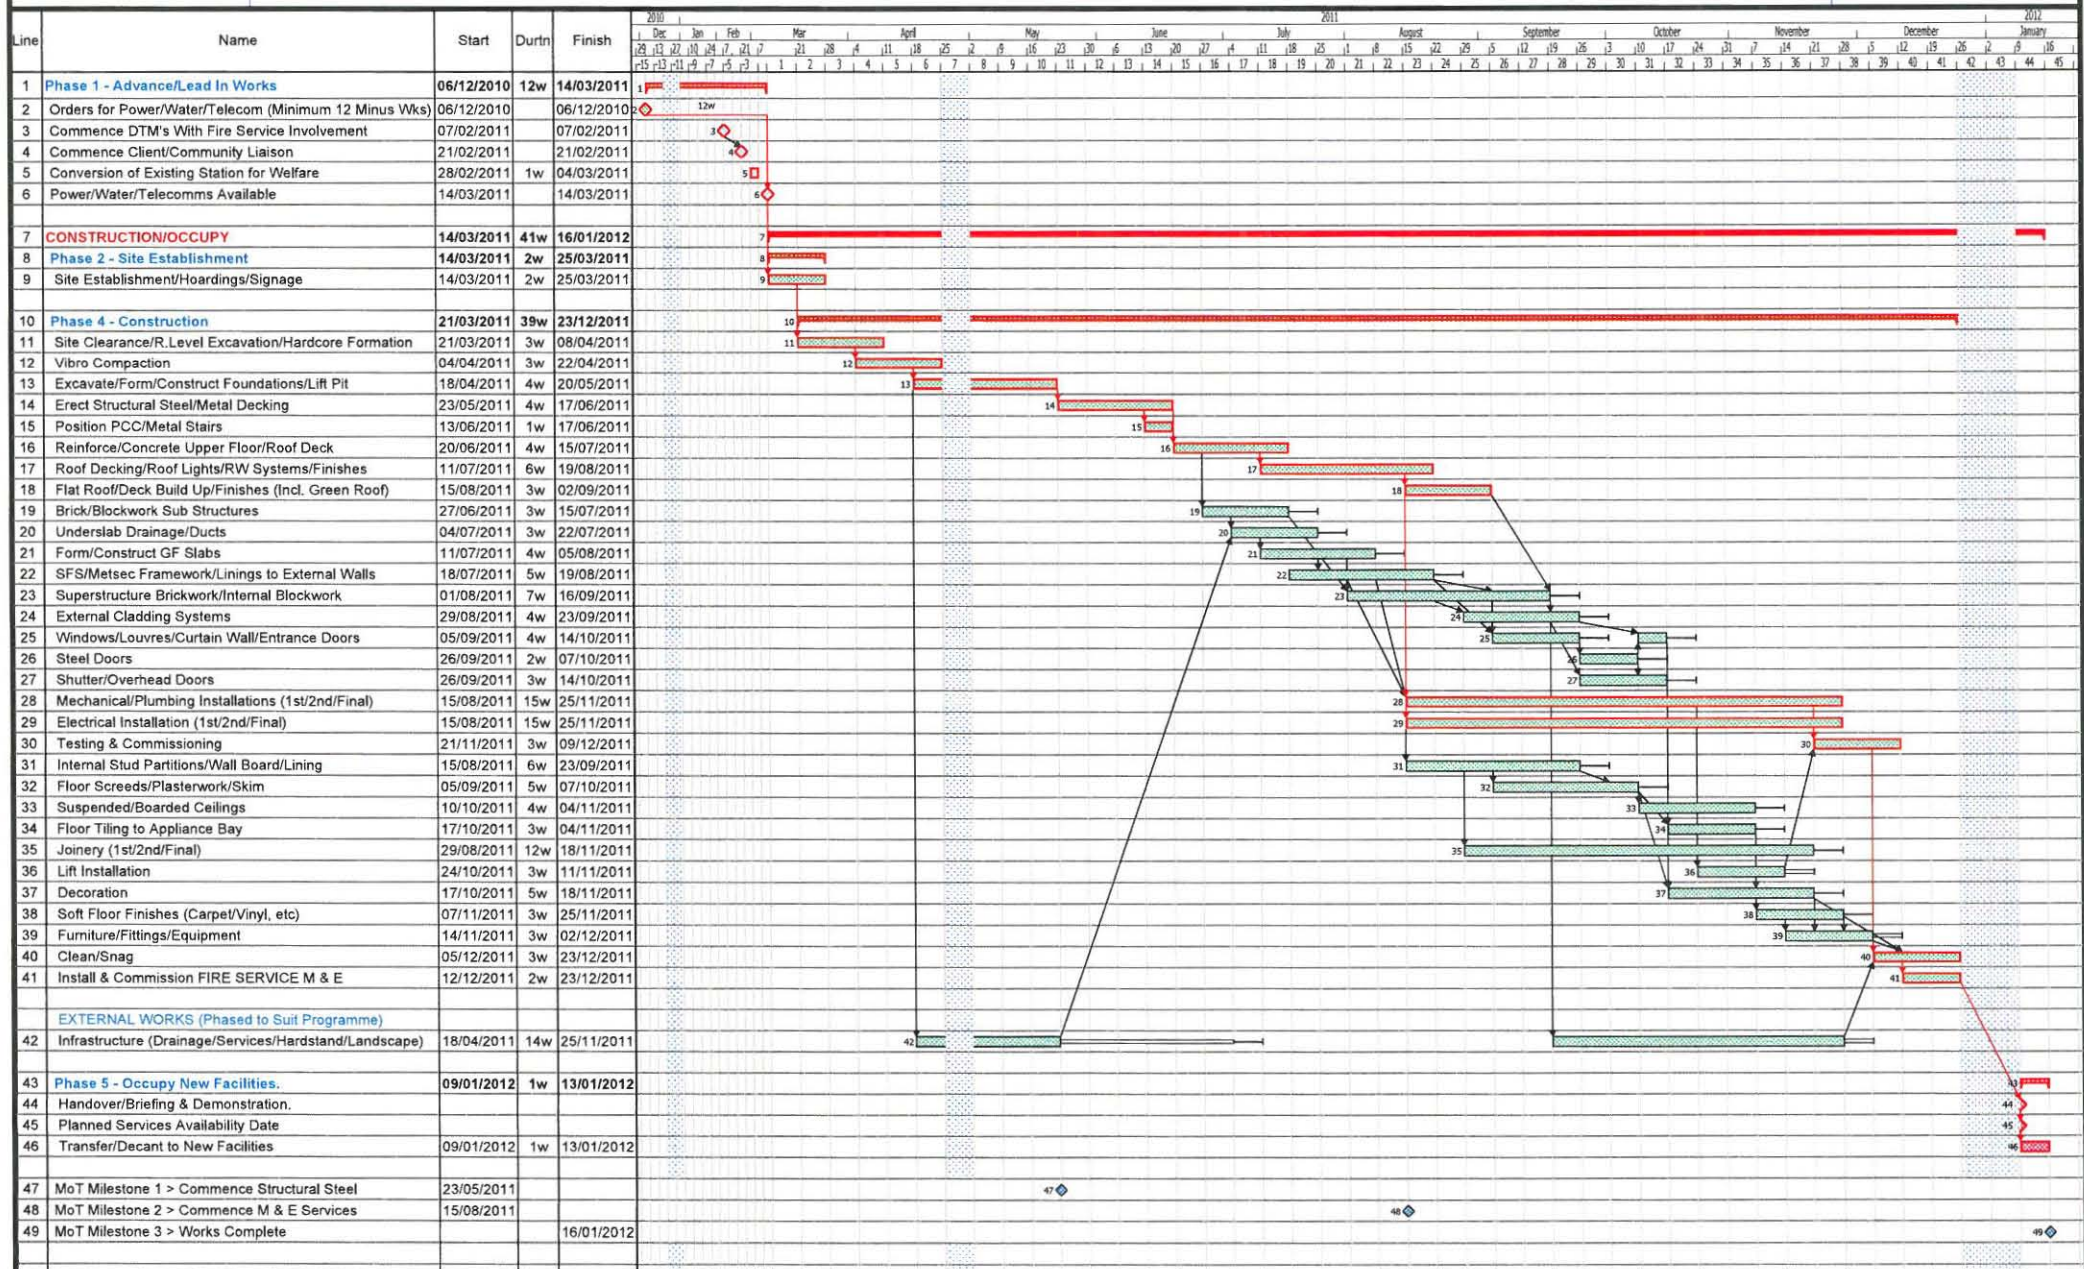 2010 2011 2012
Line Name Start Durtn Finish
Dec Jan Feb Mar April May June July August September October November December January
1 Phase 1 - Advance/Lead In Works 06/12/2010 12w 14/03/2011
2 Orders for Power/Water/Telecom (Minimum 12 Minus Wks) 06/12/2010 06/12/2010 12w
3 Commence DTM's With Fire Service Involvement 07/02/2011 07/02/2011
4 Commence Client/Community Liaison 21/02/2011 21/02/2011
5 Conversion of Existing Station for Welfare 28/02/2011 1w 04/03/2011
6 Power/Water/Telecomms Available 14/03/2011 14/03/2011
7 CONSTRUCTION/OCCUPY 14/03/2011 41w 16/01/2012
8 Phase 2 - Site Establishment 14/03/2011 2w 25/03/2011
9 Site Establishment/Hoardings/Signage 14/03/2011 2w 25/03/2011
10 Phase 4 - Construction 21/03/2011 39w 23/12/2011
11 Site Clearance/R.Level Excavation/Hardcore Formation 21/03/2011 3w 08/04/2011
12 Vibro Compaction 04/04/2011 3w 22/04/2011
13 Excavate/Form/Construct Foundations/Lift Pit 18/04/2011 4w 20/05/2011
14 Erect Structural Steel/Metal Decking 23/05/2011 4w 17/06/2011
15 Position PCC/Metal Stairs 13/06/2011 1w 17/06/2011
16 Reinforce/Concrete Upper Floor/Roof Deck 20/06/2011 4w 15/07/2011
17 Roof Decking/Roof Lights/RW Systems/Finishes 11/07/2011 6w 19/08/2011
18 Flat Roof/Deck Build Up/Finishes (Incl. Green Roof) 15/08/2011 3w 02/09/2011
19 Brick/Blockwork Sub Structures 27/06/2011 3w 15/07/2011
20 Underslab Drainage/Ducts 04/07/2011 3w 22/07/2011
21 Form/Construct GF Slabs 11/07/2011 4w 05/08/2011
22 SFS/Metsec Framework/Linings to External Walls 18/07/2011 5w 19/08/2011
23 Superstructure Brickwork/Internal Blockwork 01/08/2011 7w 16/09/2011
24 External Cladding Systems 29/08/2011 4w 23/09/2011
25 Windows/Louvres/Curtain Wall/Entrance Doors 05/09/2011 4w 14/10/2011
26 Steel Doors 26/09/2011 2w 07/10/2011
27 Shutter/Overhead Doors 26/09/2011 3w 14/10/2011
28 Mechanical/Plumbing Installations (1st/2nd/Final) 15/08/2011 15w 25/11/2011
29 Electrical Installation (1st/2nd/Final) 15/08/2011 15w 25/11/2011
30 Testing & Commissioning 21/11/2011 3w 09/12/2011
31 Internal Stud Partitions/Wall Board/Lining 15/08/2011 6w 23/09/2011
32 Floor Screeds/Plasterwork/Skim 05/09/2011 5w 07/10/2011
33 Suspended/Boarded Ceilings 10/10/2011 4w 04/11/2011
34 Floor Tiling to Appliance Bay 17/10/2011 3w 04/11/2011
35 Joinery (1st/2nd/Final) 29/08/2011 12w 18/11/2011
36 Lift Installation 24/10/2011 3w 11/11/2011
37 Decoration 17/10/2011 5w 18/11/2011
38 Soft Floor Finishes (Carpet/Vinyl, etc) 07/11/2011 3w 25/11/2011
39 Furniture/Fittings/Equipment 14/11/2011 3w 02/12/2011
40 Clean/Snag 05/12/2011 3w 23/12/2011
41 Install & Commission FIRE SERVICE M & E 12/12/2011 2w 23/12/2011
EXTERNAL WORKS (Phased to Suit Programme)
42 Infrastructure (Drainage/Services/Hardstand/Landscape) 18/04/2011 14w 25/11/2011
43 Phase 5 - Occupy New Facilities. 09/01/2012 1w 13/01/2012
44 Handover/Briefing & Demonstration.
45 Planned Services Availability Date
46 Transfer/Decant to New Facilities 09/01/2012 1w 13/01/2012
47 MoT Milestone 1 > Commence Structural Steel 23/05/2011
48 MoT Milestone 2 > Commence M & E Services 15/08/2011
49 MoT Milestone 3 > Works Complete 16/01/2012